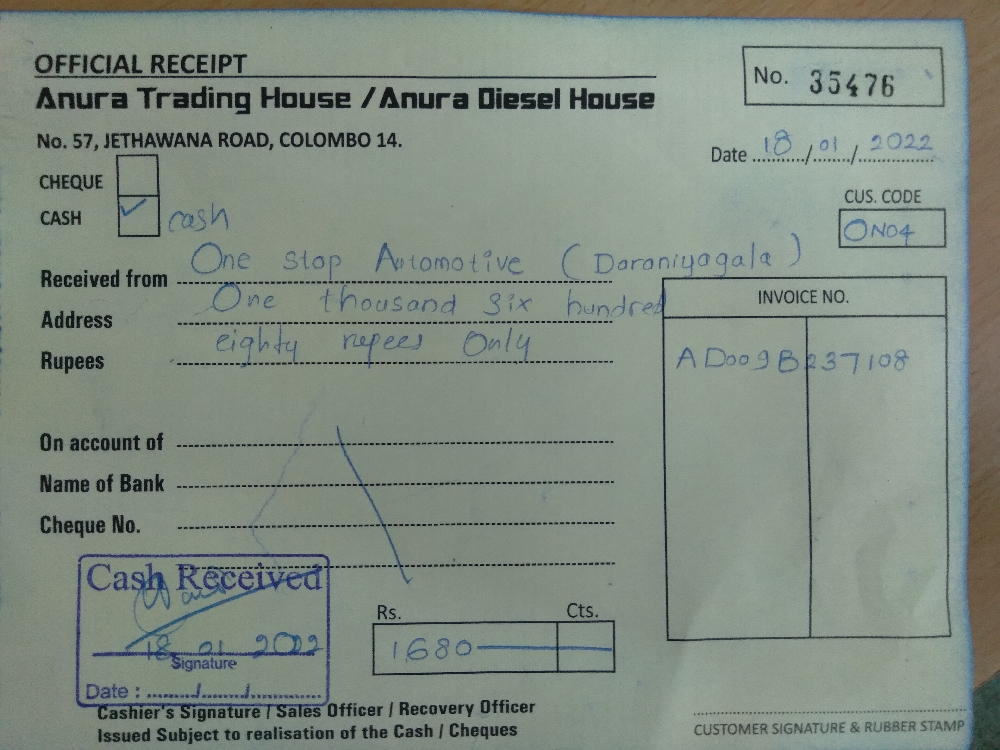 OFFICIAL RECEIPT
Anura Trading House / Anura Diesel House
No. 35476
No. 57, JETHAWANA ROAD, COLOMBO 14.
Date 18/01/2022
CHEQUE
CASH ✓ cash
CUS. CODE
ON04
Received from One stop Automotive (Daraniyagala)
Address One thousand six hundred
Rupees eighty rupees Only
INVOICE NO.
AD009B237108
On account of
Name of Bank
Cheque No.
Cash Received
18 01 2022
Signature
Date : ......./......./.............
Rs. Cts.
1680
Cashier's Signature / Sales Officer / Recovery Officer
Issued Subject to realisation of the Cash / Cheques
CUSTOMER SIGNATURE & RUBBER STAMP